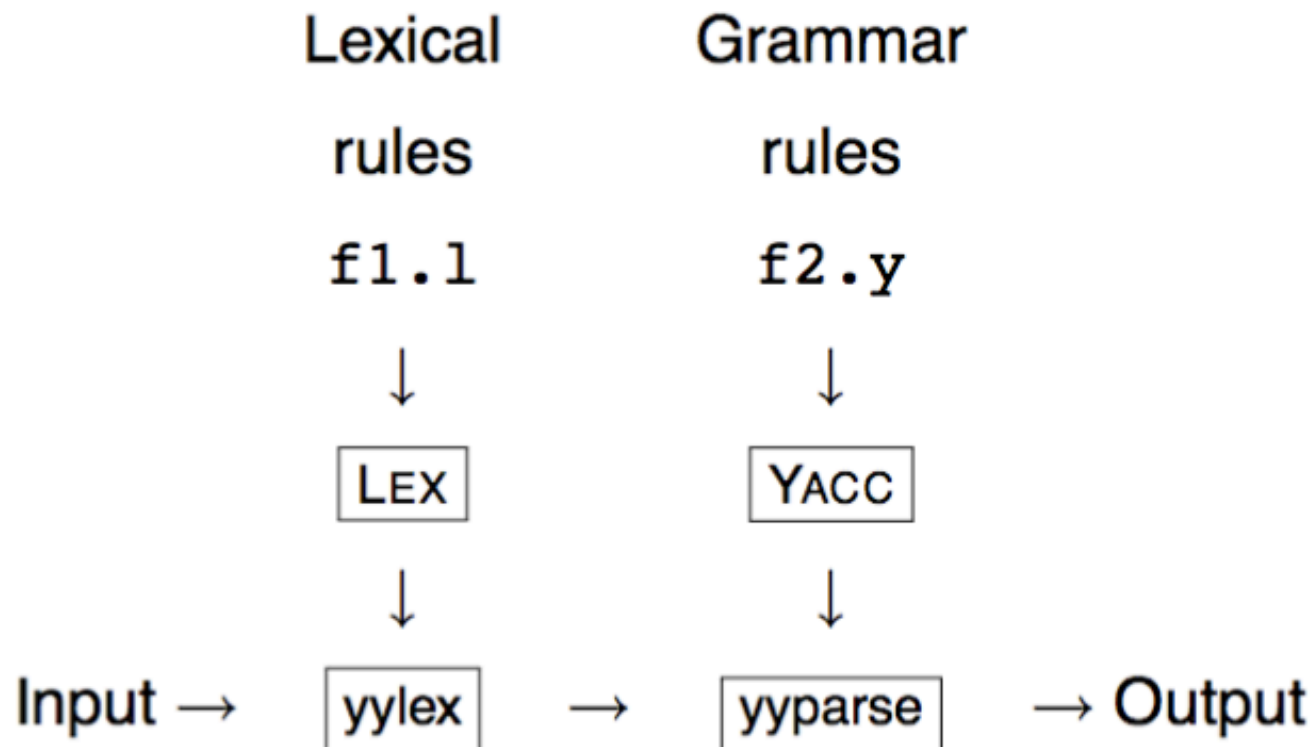 Lexical Grammar
rules rules
f1.l f2.y
↓ ↓
LEX YACC
↓ ↓
Input → yylex → yyparse → Output